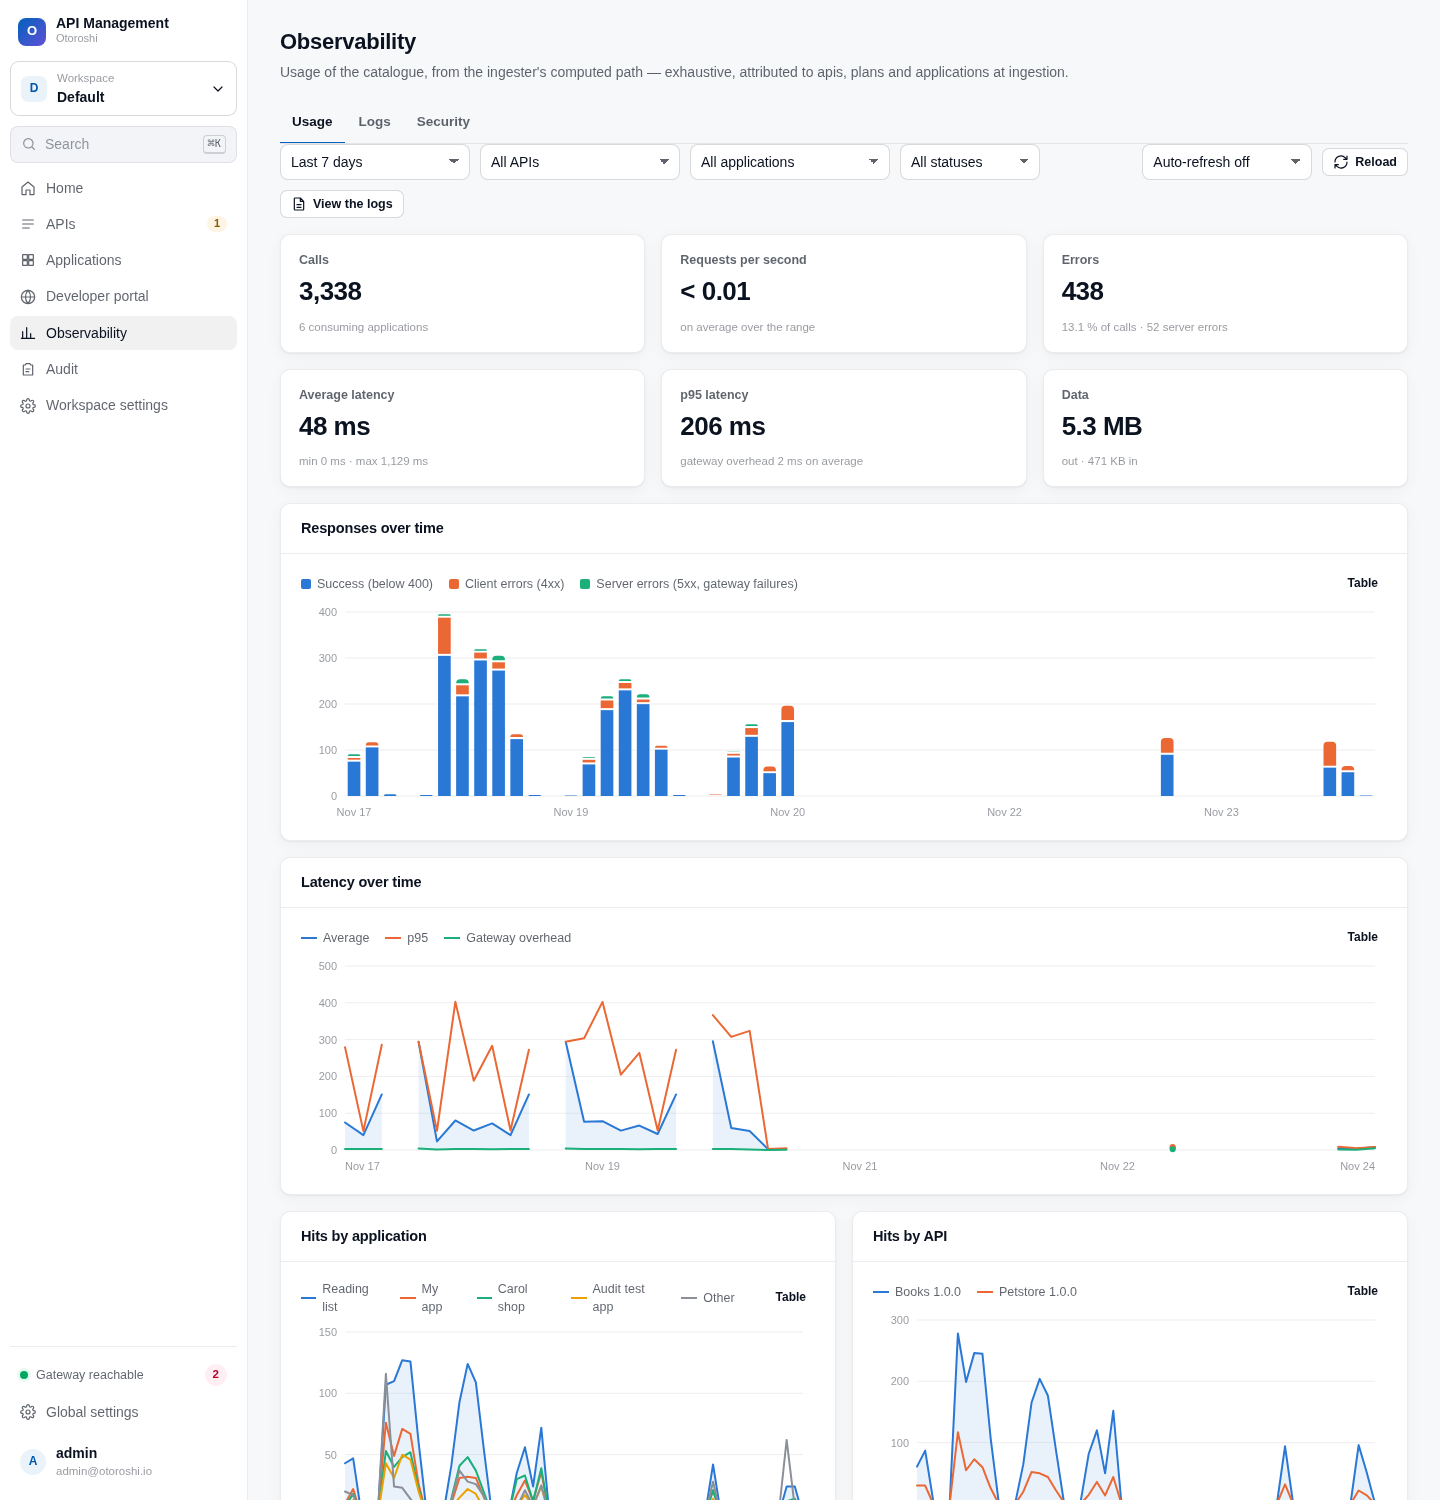 O
API Management
Otoroshi
D
Workspace
Default
Search
⌘K
Home
APIs
1
Applications
Developer portal
Observability
Audit
Workspace settings
Gateway reachable
2
Global settings
A
admin
admin@otoroshi.io
Observability
Usage of the catalogue, from the ingester's computed path — exhaustive, attributed to apis, plans and applications at ingestion.
Usage Logs Security
Last 7 days All APIs All applications All statuses Auto-refresh off Reload
View the logs
Calls
3,338
6 consuming applications
Requests per second
< 0.01
on average over the range
Errors
438
13.1 % of calls · 52 server errors
Average latency
48 ms
min 0 ms · max 1,129 ms
p95 latency
206 ms
gateway overhead 2 ms on average
Data
5.3 MB
out · 471 KB in
Responses over time
Success (below 400) Client errors (4xx) Server errors (5xx, gateway failures) Table
400
300
200
100
0
Nov 17 Nov 19 Nov 20 Nov 22 Nov 23
Latency over time
Average p95 Gateway overhead Table
500
400
300
200
100
0
Nov 17 Nov 19 Nov 21 Nov 22 Nov 24
Hits by application
Reading list
My app
Carol shop
Audit test app
Other
Table
150
100
50
Hits by API
Books 1.0.0 Petstore 1.0.0 Table
300
200
100